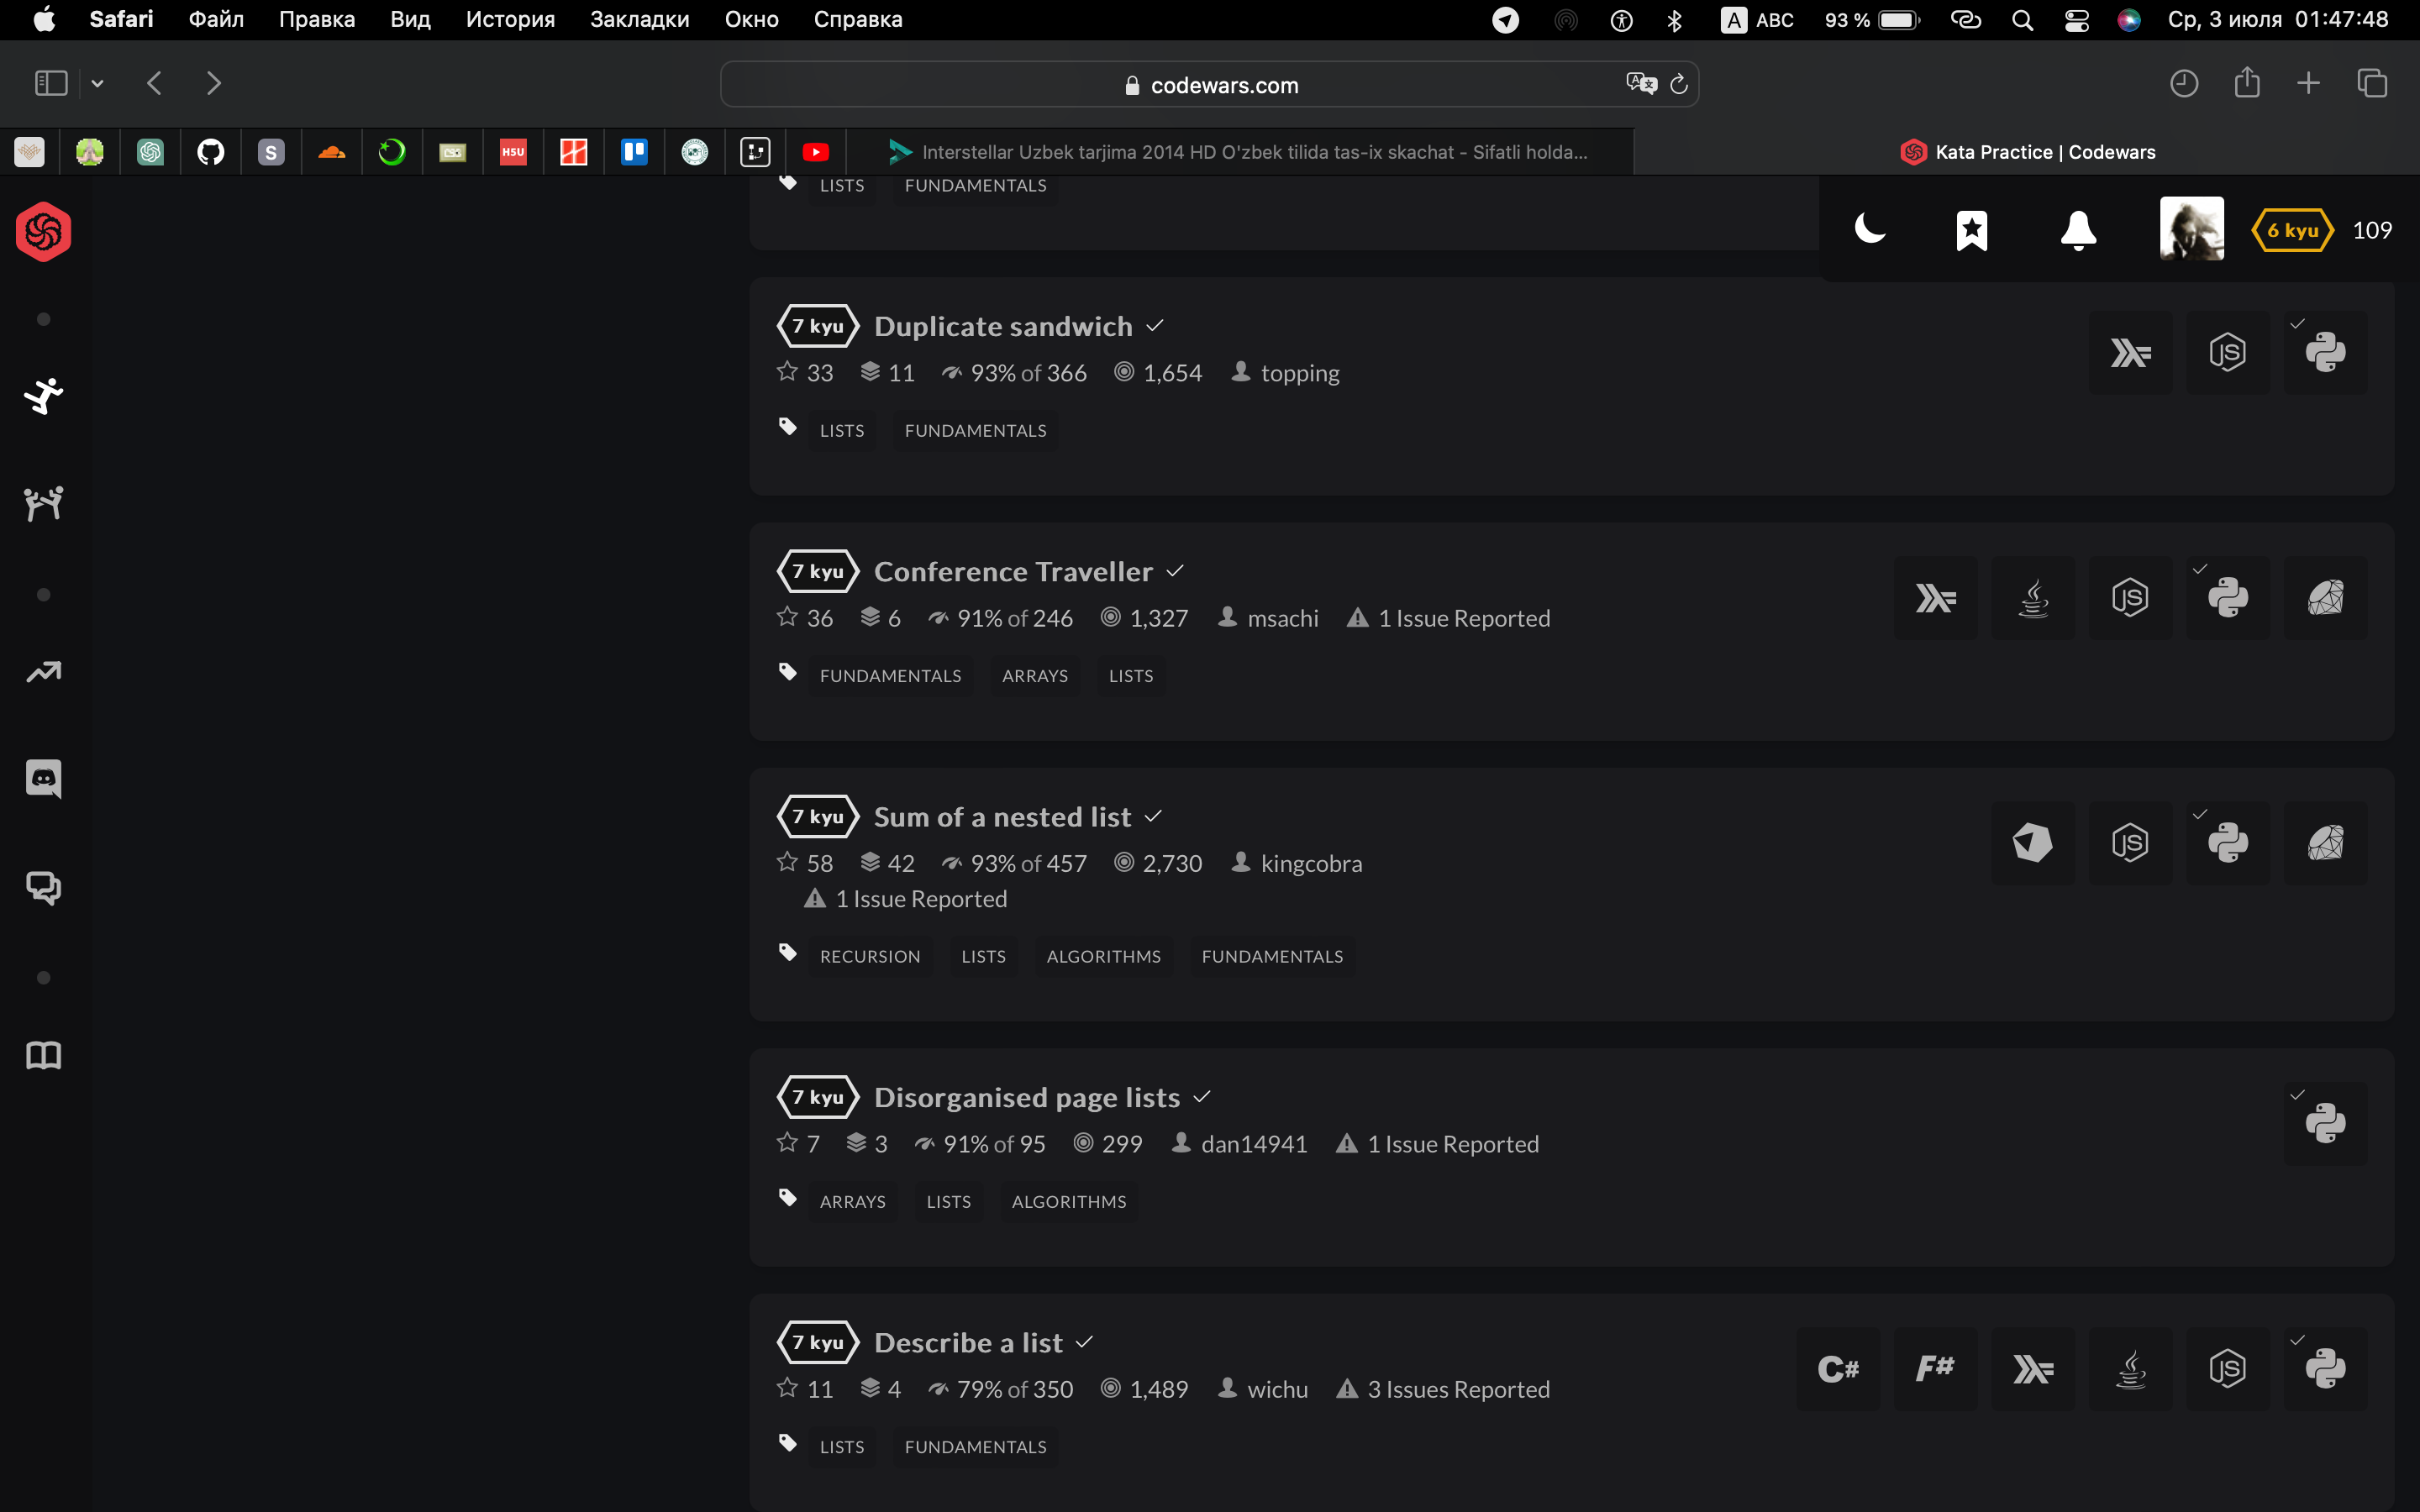 Safari Файл Правка Вид История Закладки Окно Справка A ABC 93 % Ср, 3 июля 01:47:48
codewars.com
S CSC H5U Interstellar Uzbek tarjima 2014 HD O'zbek tilida tas-ix skachat - Sifatli holda... Kata Practice | Codewars
LISTS FUNDAMENTALS
6 kyu 109
7 kyu Duplicate sandwich
33 11 93% of 366 1,654 topping
JS
LISTS FUNDAMENTALS
7 kyu Conference Traveller
36 6 91% of 246 1,327 msachi 1 Issue Reported
JS
FUNDAMENTALS ARRAYS LISTS
7 kyu Sum of a nested list
58 42 93% of 457 2,730 kingcobra
JS
1 Issue Reported
RECURSION LISTS ALGORITHMS FUNDAMENTALS
7 kyu Disorganised page lists
7 3 91% of 95 299 dan14941 1 Issue Reported
ARRAYS LISTS ALGORITHMS
7 kyu Describe a list
11 4 79% of 350 1,489 wichu 3 Issues Reported
C# F# JS
LISTS FUNDAMENTALS